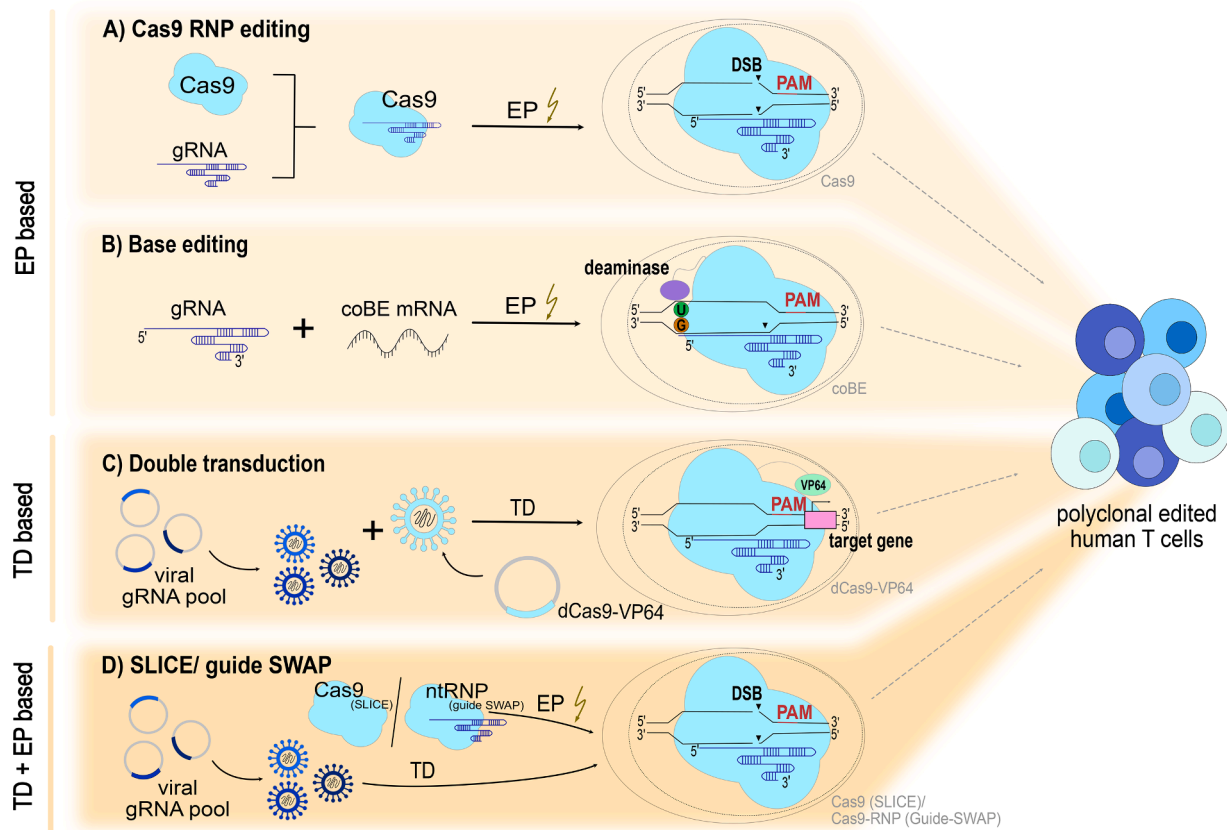 EP based
A) Cas9 RNP editing
Cas9
gRNA
Cas9
EP
DSB
PAM
5'
3'
3'
5'
5'
3'
Cas9
B) Base editing
gRNA
5'
3'
+
coBE mRNA
EP
deaminase
U
G
PAM
5'
3'
3'
5'
5'
3'
coBE
TD based
C) Double transduction
viral
gRNA pool
+
TD
dCas9-VP64
VP64
PAM
5'
3'
3'
5'
target gene
5'
3'
dCas9-VP64
TD + EP based
D) SLICE/ guide SWAP
viral
gRNA pool
Cas9
(SLICE)
ntRNP
(guide SWAP)
EP
TD
DSB
PAM
5'
3'
3'
5'
5'
3'
Cas9 (SLICE)/
Cas9-RNP (Guide-SWAP)
polyclonal edited
human T cells